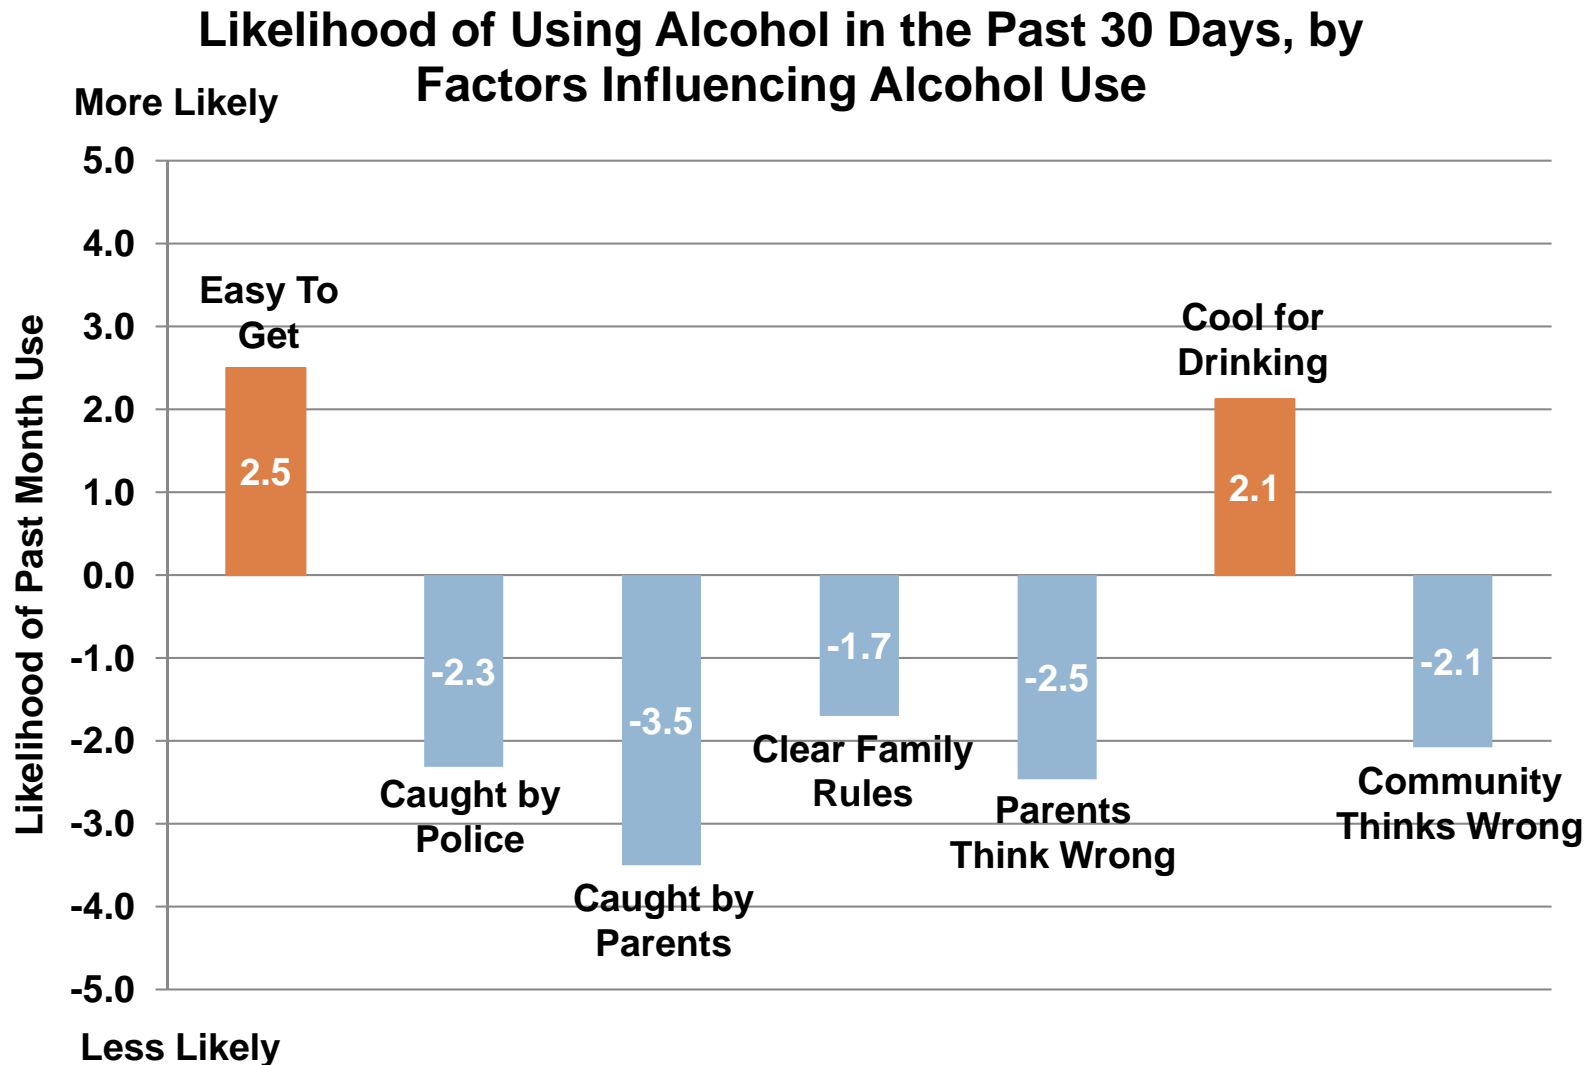 Likelihood of Using Alcohol in the Past 30 Days, by
Factors Influencing Alcohol Use
More Likely
Likelihood of Past Month Use
5.0
4.0
3.0
2.0
1.0
0.0
-1.0
-2.0
-3.0
-4.0
-5.0
Less Likely
Easy To
Get
2.5
-2.3
Caught by
Police
-3.5
Caught by
Parents
-1.7
Clear Family
Rules
-2.5
Parents
Think Wrong
Cool for
Drinking
2.1
-2.1
Community
Thinks Wrong